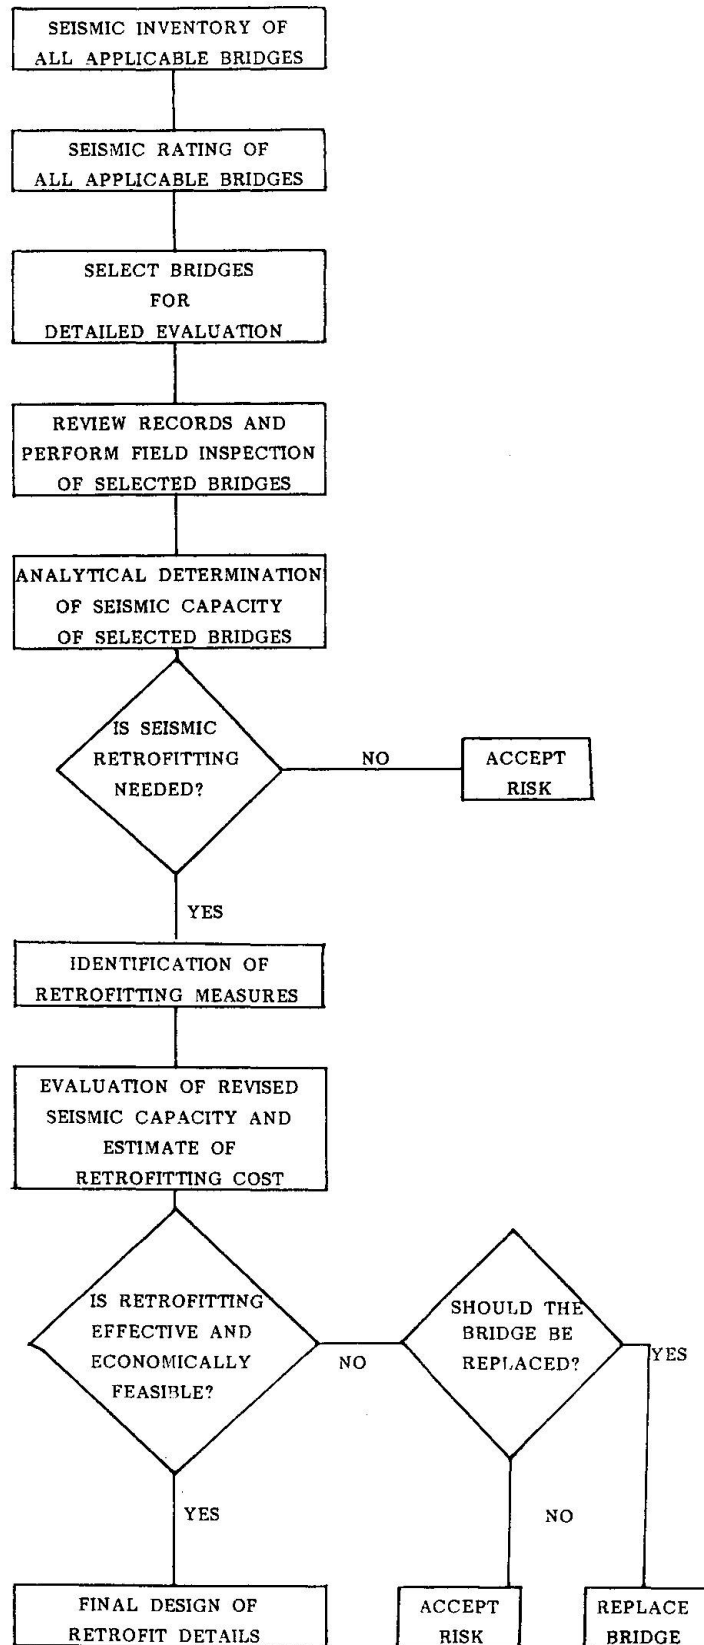 SEISMIC INVENTORY OF
ALL APPLICABLE BRIDGES
SEISMIC RATING OF
ALL APPLICABLE BRIDGES
SELECT BRIDGES
FOR
DETAILED EVALUATION
REVIEW RECORDS AND
PERFORM FIELD INSPECTION
OF SELECTED BRIDGES
ANALYTICAL DETERMINATION
OF SEISMIC CAPACITY
OF SELECTED BRIDGES
IS SEISMIC
RETROFITTING
NEEDED?
NO
ACCEPT
RISK
YES
IDENTIFICATION OF
RETROFITTING MEASURES
EVALUATION OF REVISED
SEISMIC CAPACITY AND
ESTIMATE OF
RETROFITTING COST
IS RETROFITTING
EFFECTIVE AND
ECONOMICALLY
FEASIBLE?
NO
SHOULD THE
BRIDGE BE
REPLACED?
YES
YES
NO
FINAL DESIGN OF
RETROFIT DETAILS
ACCEPT
RISK
REPLACE
BRIDGE